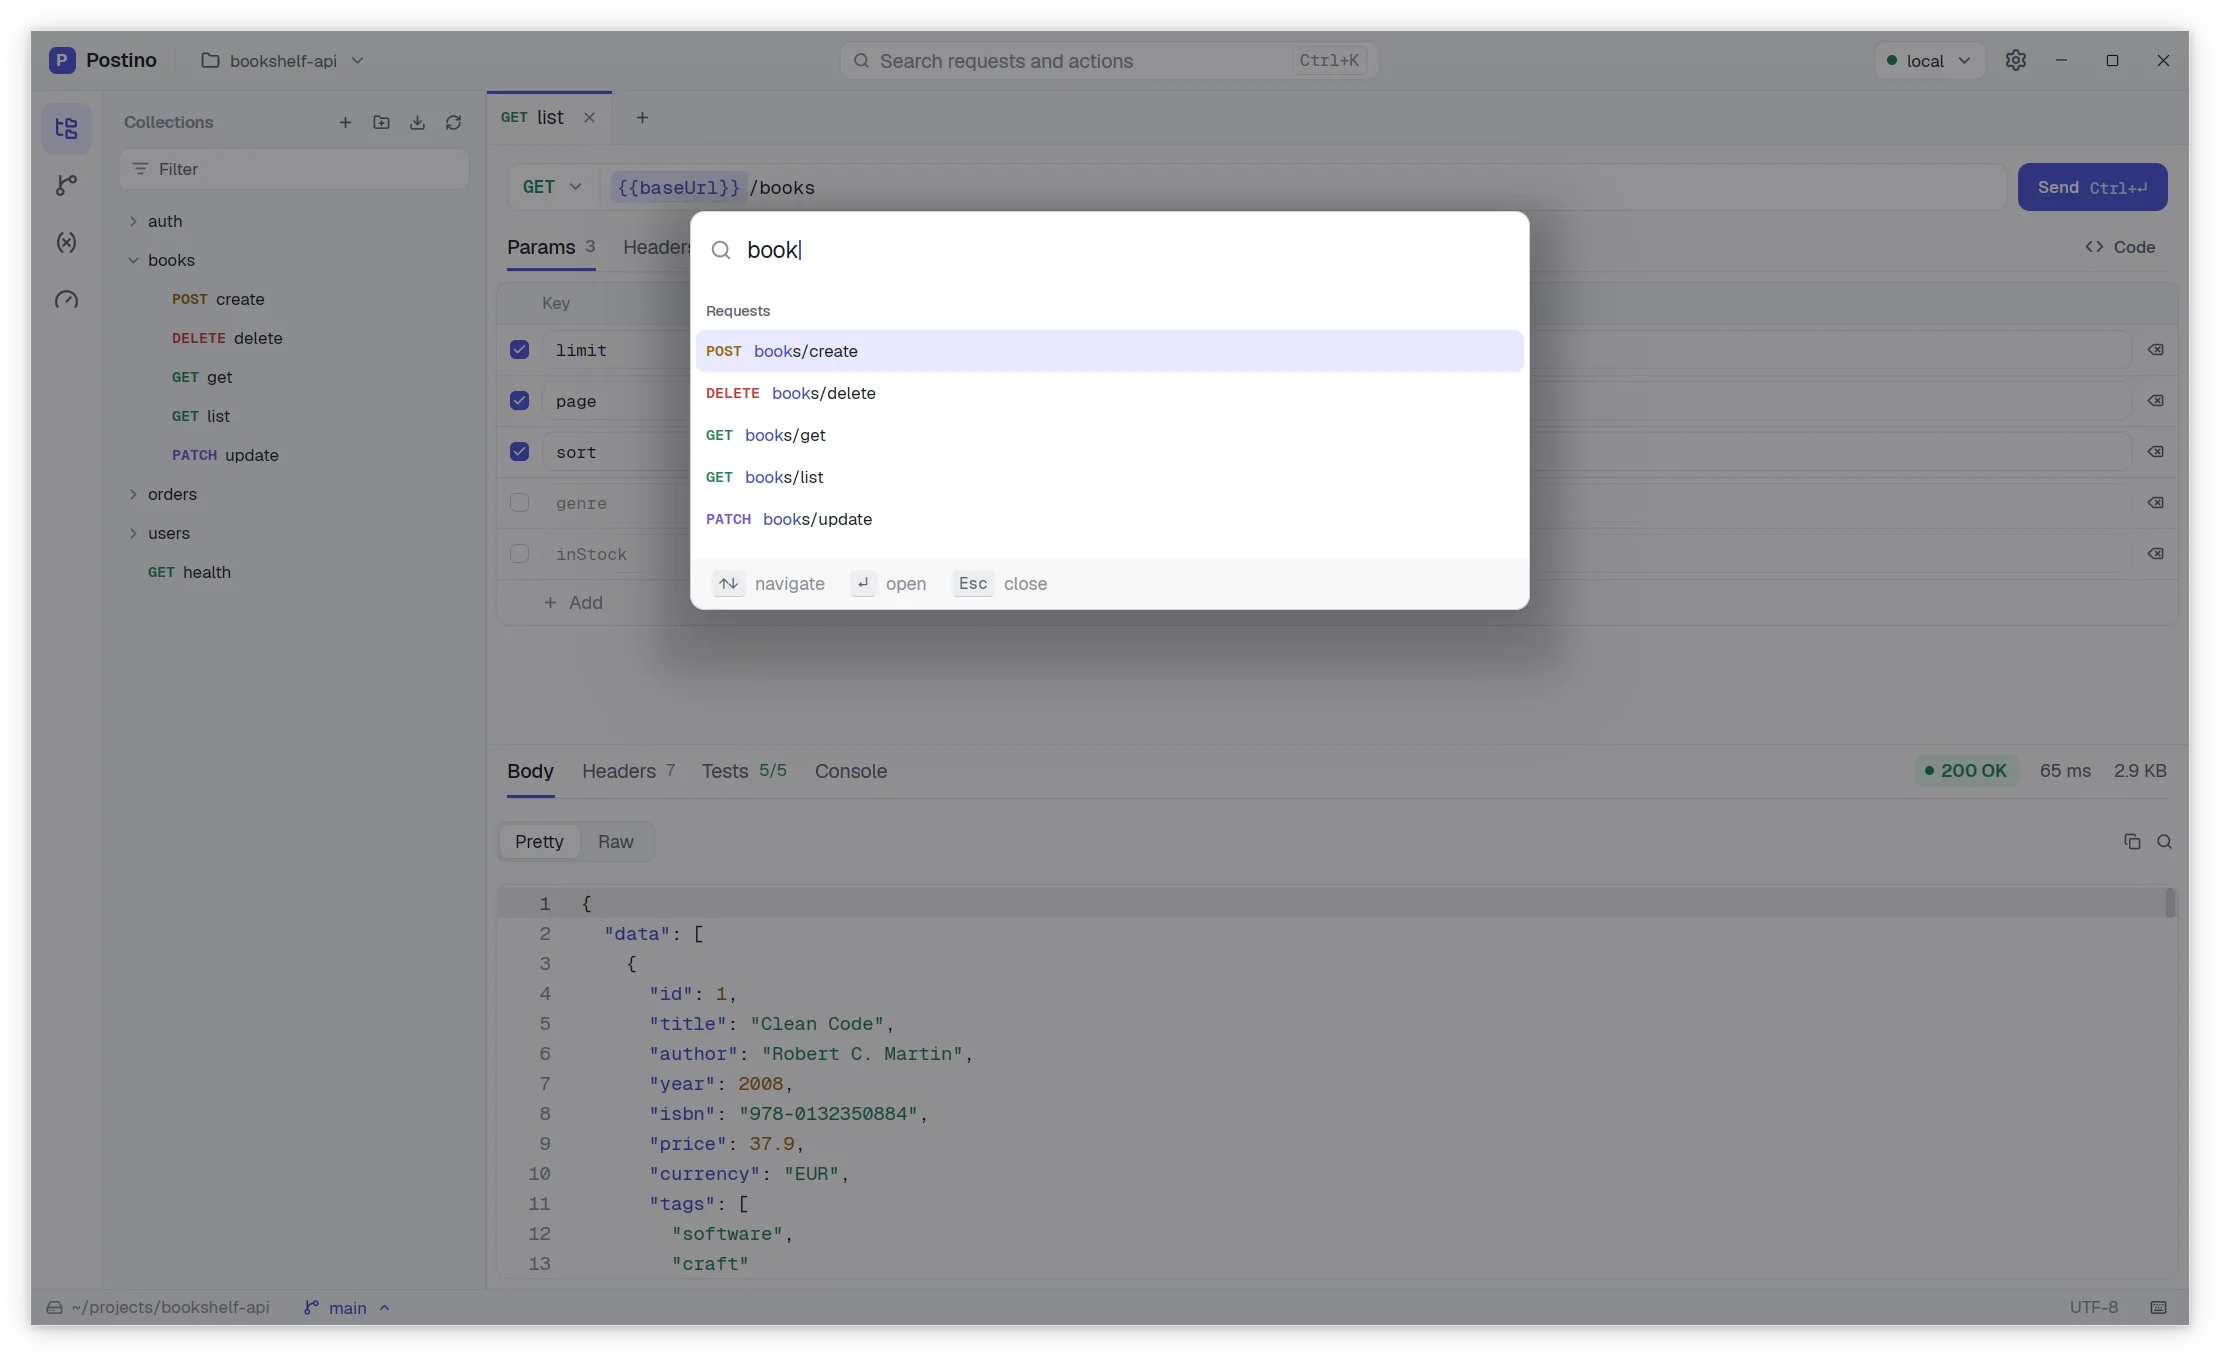 P Postino bookshelf-api Search requests and actions Ctrl+K local
Collections
Filter
auth
books
POST create
DELETE delete
GET get
GET list
PATCH update
orders
users
GET health
GET list
GET {{baseUrl}} /books Send Ctrl+↵
Params 3 Headers Code
Key
limit
page
sort
genre
inStock
+ Add
book
Requests
POST books/create
DELETE books/delete
GET books/get
GET books/list
PATCH books/update
↑↓ navigate ↵ open Esc close
Body Headers 7 Tests 5/5 Console 200 OK 65 ms 2.9 KB
Pretty Raw
1 {
2 "data": [
3 {
4 "id": 1,
5 "title": "Clean Code",
6 "author": "Robert C. Martin",
7 "year": 2008,
8 "isbn": "978-0132350884",
9 "price": 37.9,
10 "currency": "EUR",
11 "tags": [
12 "software",
13 "craft"
~/projects/bookshelf-api main UTF-8